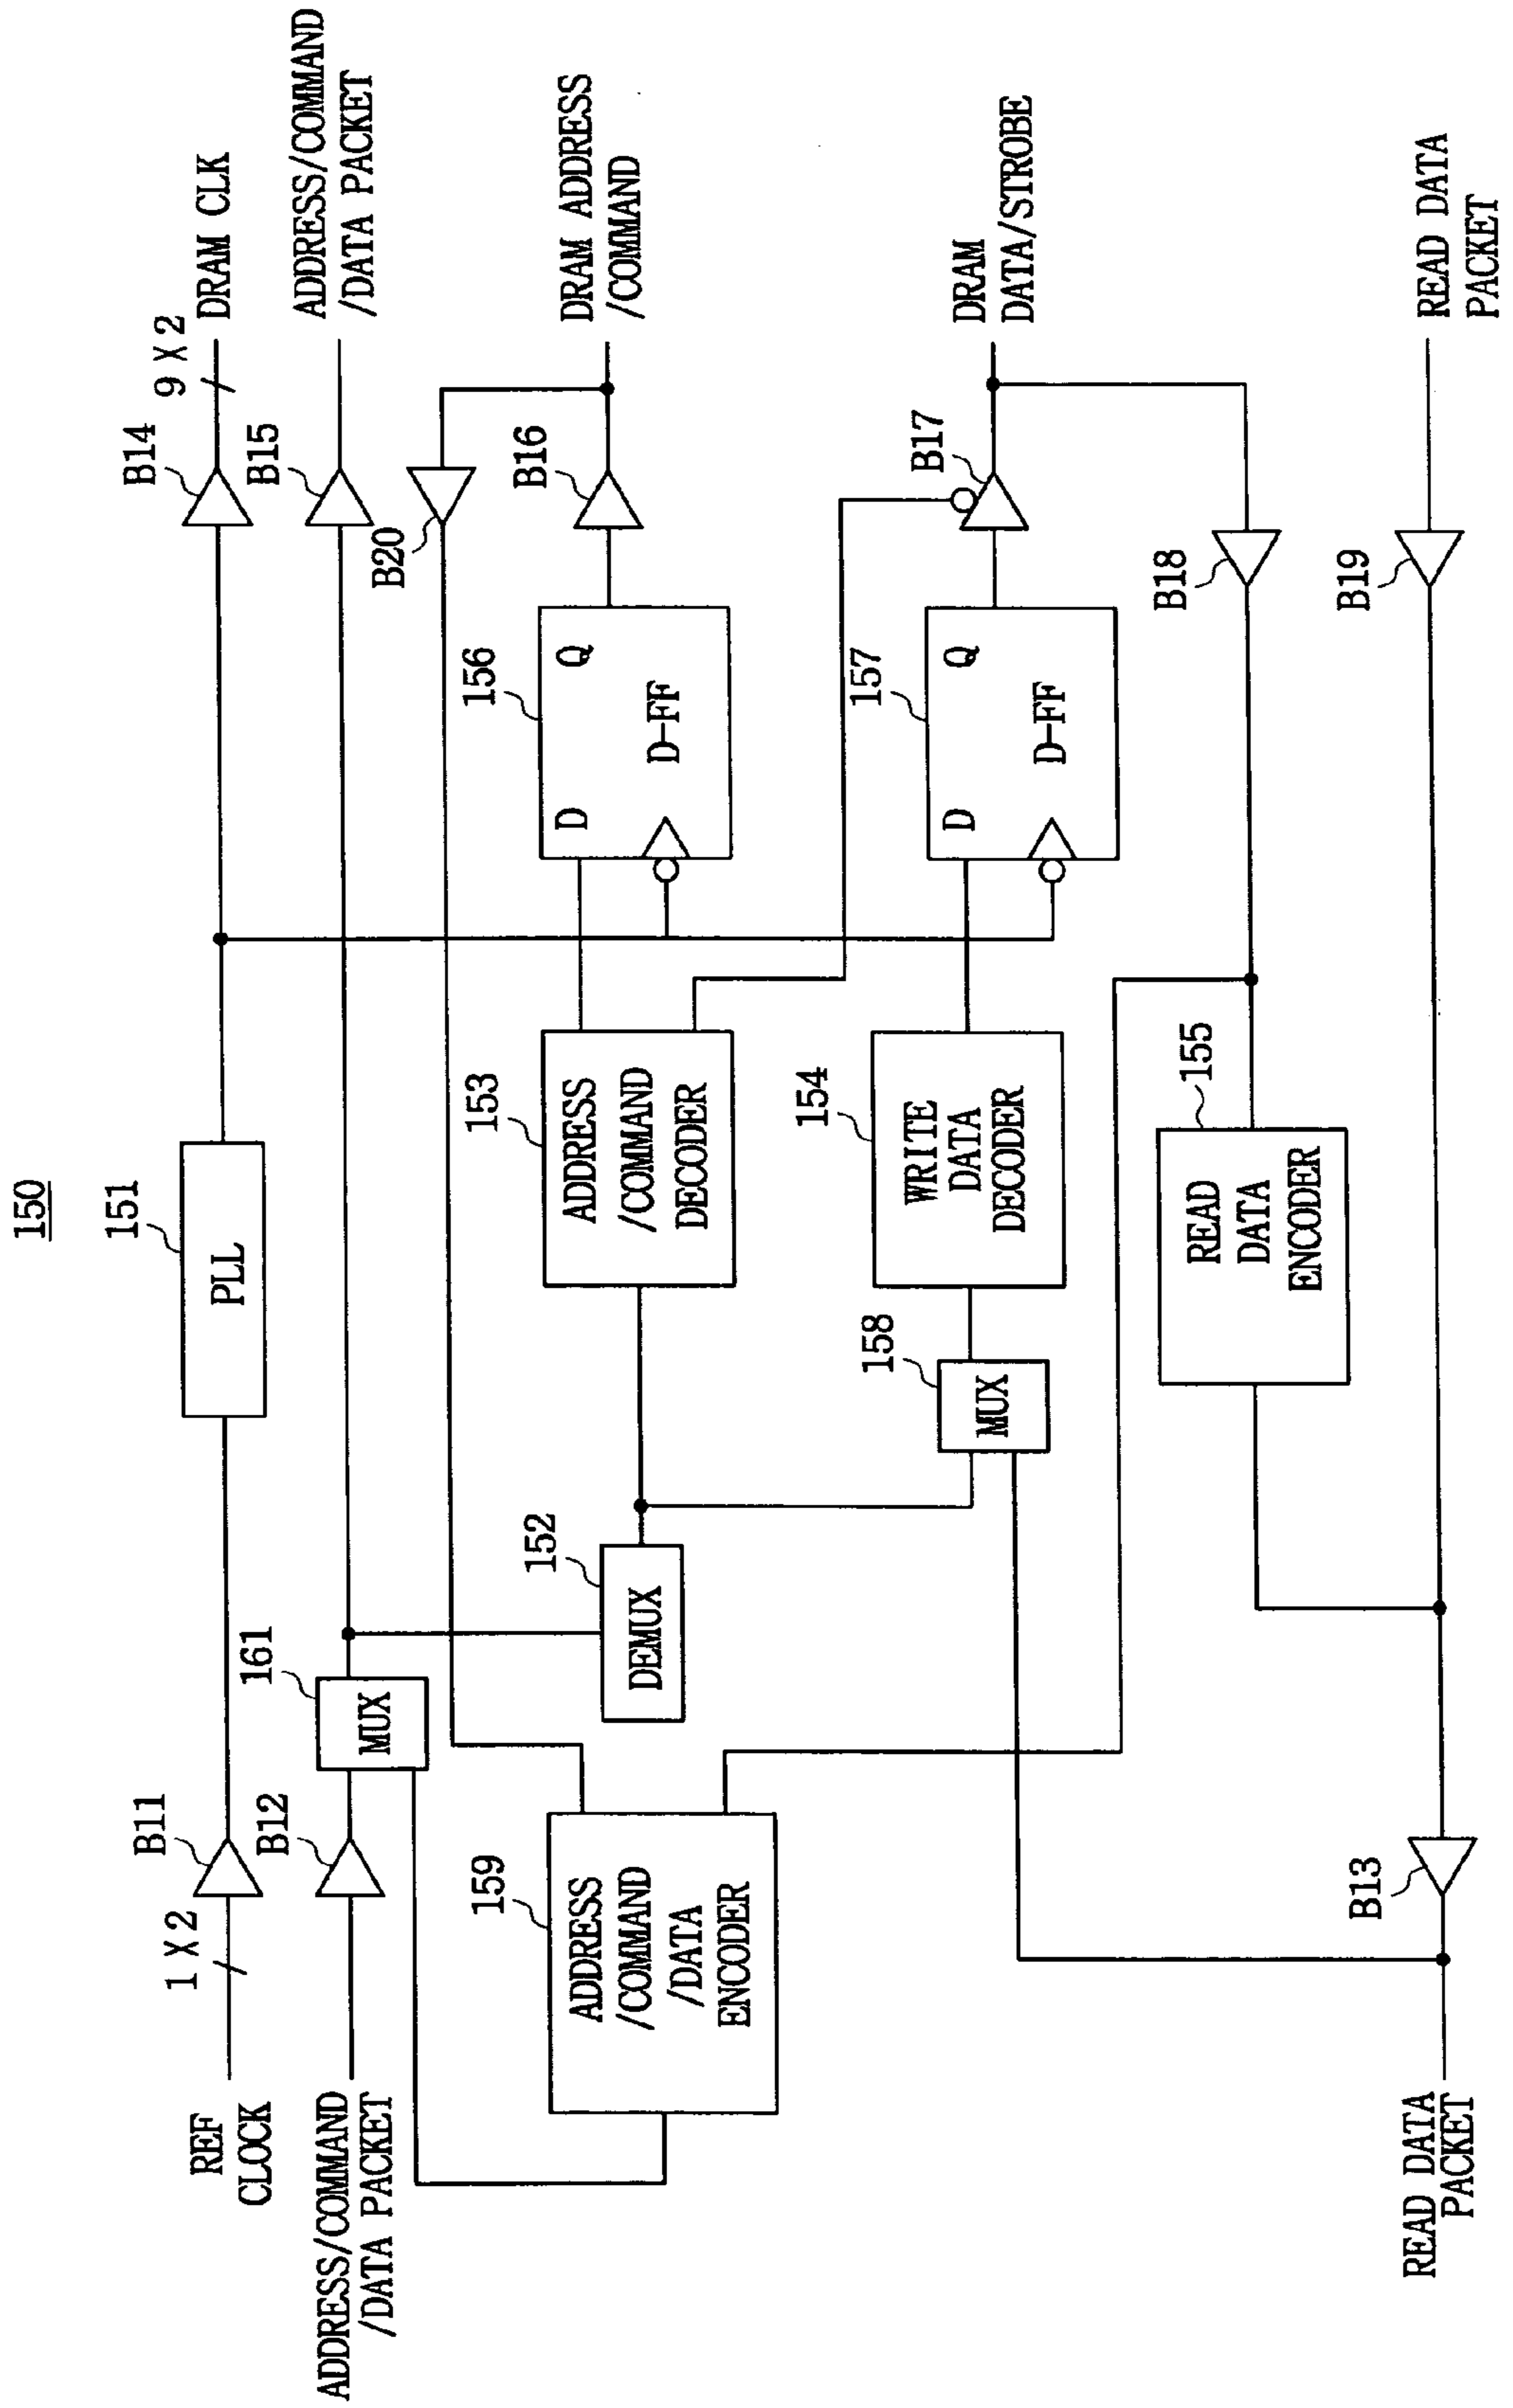 150
REF
CLOCK
1 X 2
B11
151
PLL
B14
9 X 2
DRAM CLK
ADDRESS/COMMAND
/DATA PACKET
B12
161
MUX
B15
ADDRESS/COMMAND
/DATA PACKET
B20
159
ADDRESS
/COMMAND
/DATA
ENCODER
152
DEMUX
153
ADDRESS
/COMMAND
DECODER
156
D
Q
D-FF
B16
DRAM ADDRESS
/COMMAND
158
MUX
154
WRITE
DATA
DECODER
157
D
Q
D-FF
B17
DRAM
DATA/STROBE
155
READ
DATA
ENCODER
B18
B13
B19
READ DATA
PACKET
READ DATA
PACKET